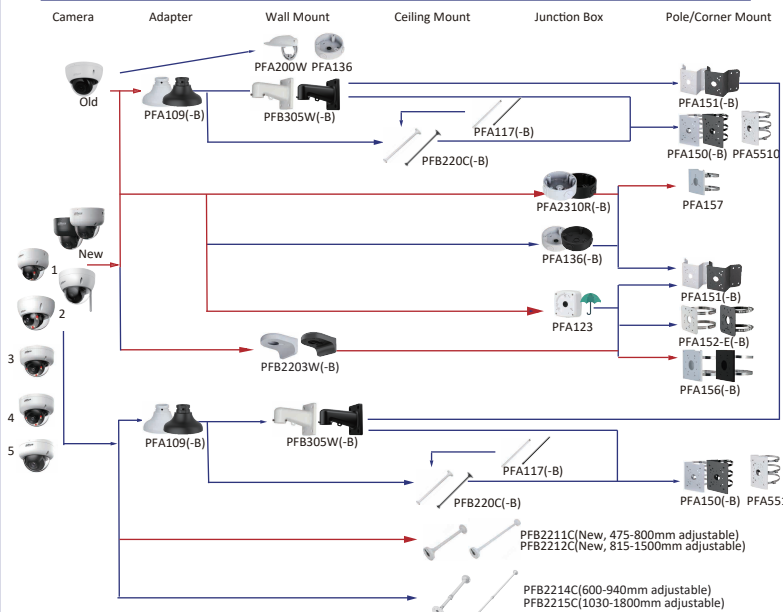 Camera Adapter Wall Mount Ceiling Mount Junction Box Pole/Corner Mount
PFA200W PFA136
Old
PFA109(-B)
PFB305W(-B)
PFA151(-B)
PFA117(-B)
PFB220C(-B)
PFA150(-B) PFA5510
PFA2310R(-B)
PFA157
New
PFA136(-B)
1
PFA151(-B)
2
PFA123
PFA152-E(-B)
3
PFB2203W(-B)
PFA156(-B)
4
PFA109(-B)
PFB305W(-B)
5
PFA117(-B)
PFB220C(-B)
PFA150(-B) PFA551
PFB2211C(New, 475-800mm adjustable)
PFB2212C(New, 815-1500mm adjustable)
PFB2214C(600-940mm adjustable)
PFB2215C(1030-1800mm adjustable)